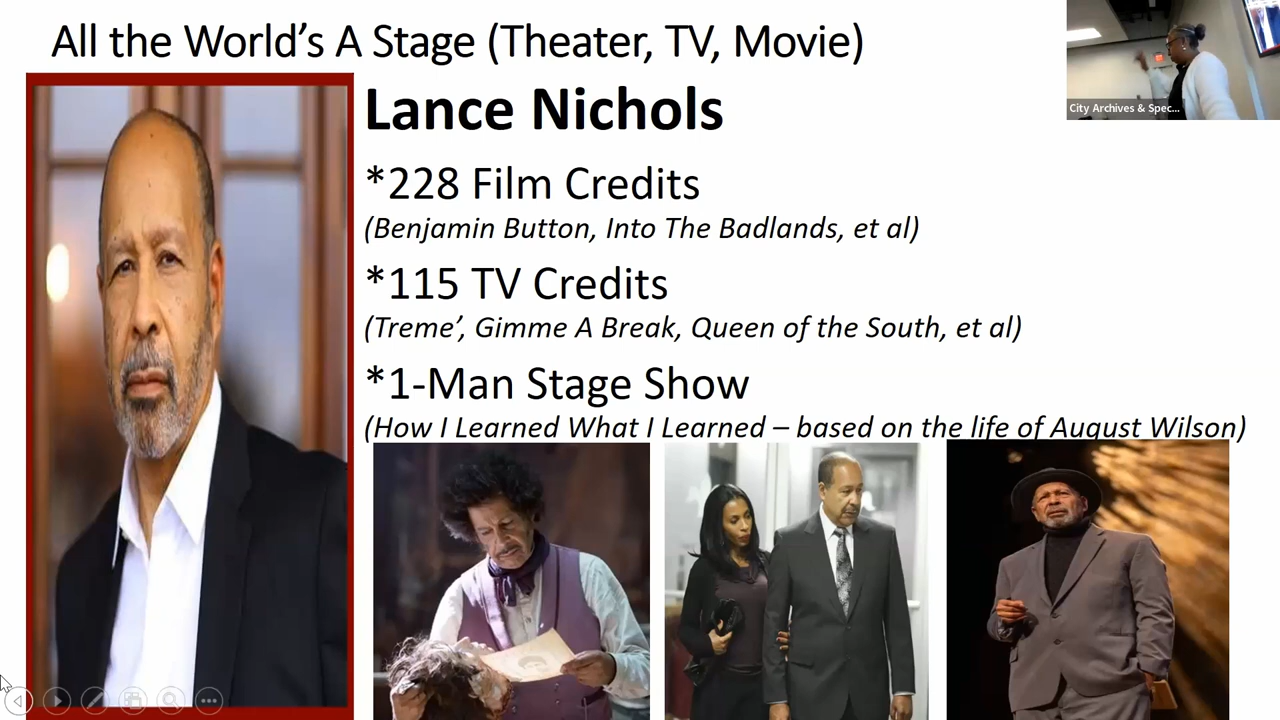 All the World’s A Stage (Theater, TV, Movie)
City Archives & Spec...
Lance Nichols
*228 Film Credits
(Benjamin Button, Into The Badlands, et al)
*115 TV Credits
(Treme’, Gimme A Break, Queen of the South, et al)
*1-Man Stage Show
(How I Learned What I Learned – based on the life of August Wilson)